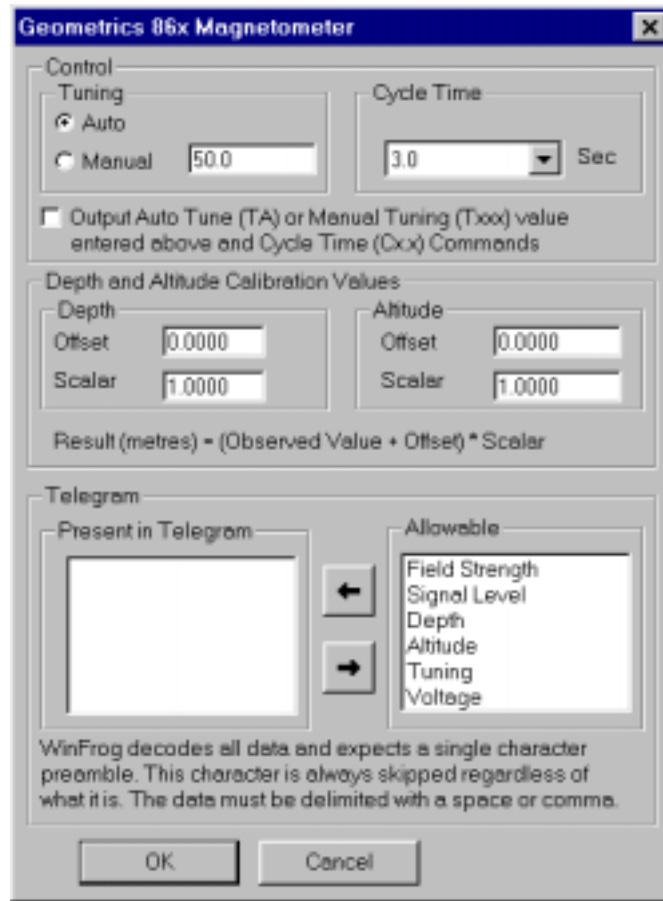 Geometrics 86x Magnetometer
Control
Tuning
Auto
Manual 50.0
Cycle Time
3.0 Sec
Output Auto Tune (TA) or Manual Tuning (Txxx) value
entered above and Cycle Time (Cx.x) Commands
Depth and Altitude Calibration Values
Depth
Offset 0.0000
Scalar 1.0000
Altitude
Offset 0.0000
Scalar 1.0000
Result (metres) = (Observed Value + Offset) * Scalar
Telegram
Present in Telegram
Allowable
Field Strength
Signal Level
Depth
Altitude
Tuning
Voltage
WinFrog decodes all data and expects a single character
preamble. This character is always skipped regardless of
what it is. The data must be delimited with a space or comma.
OK
Cancel